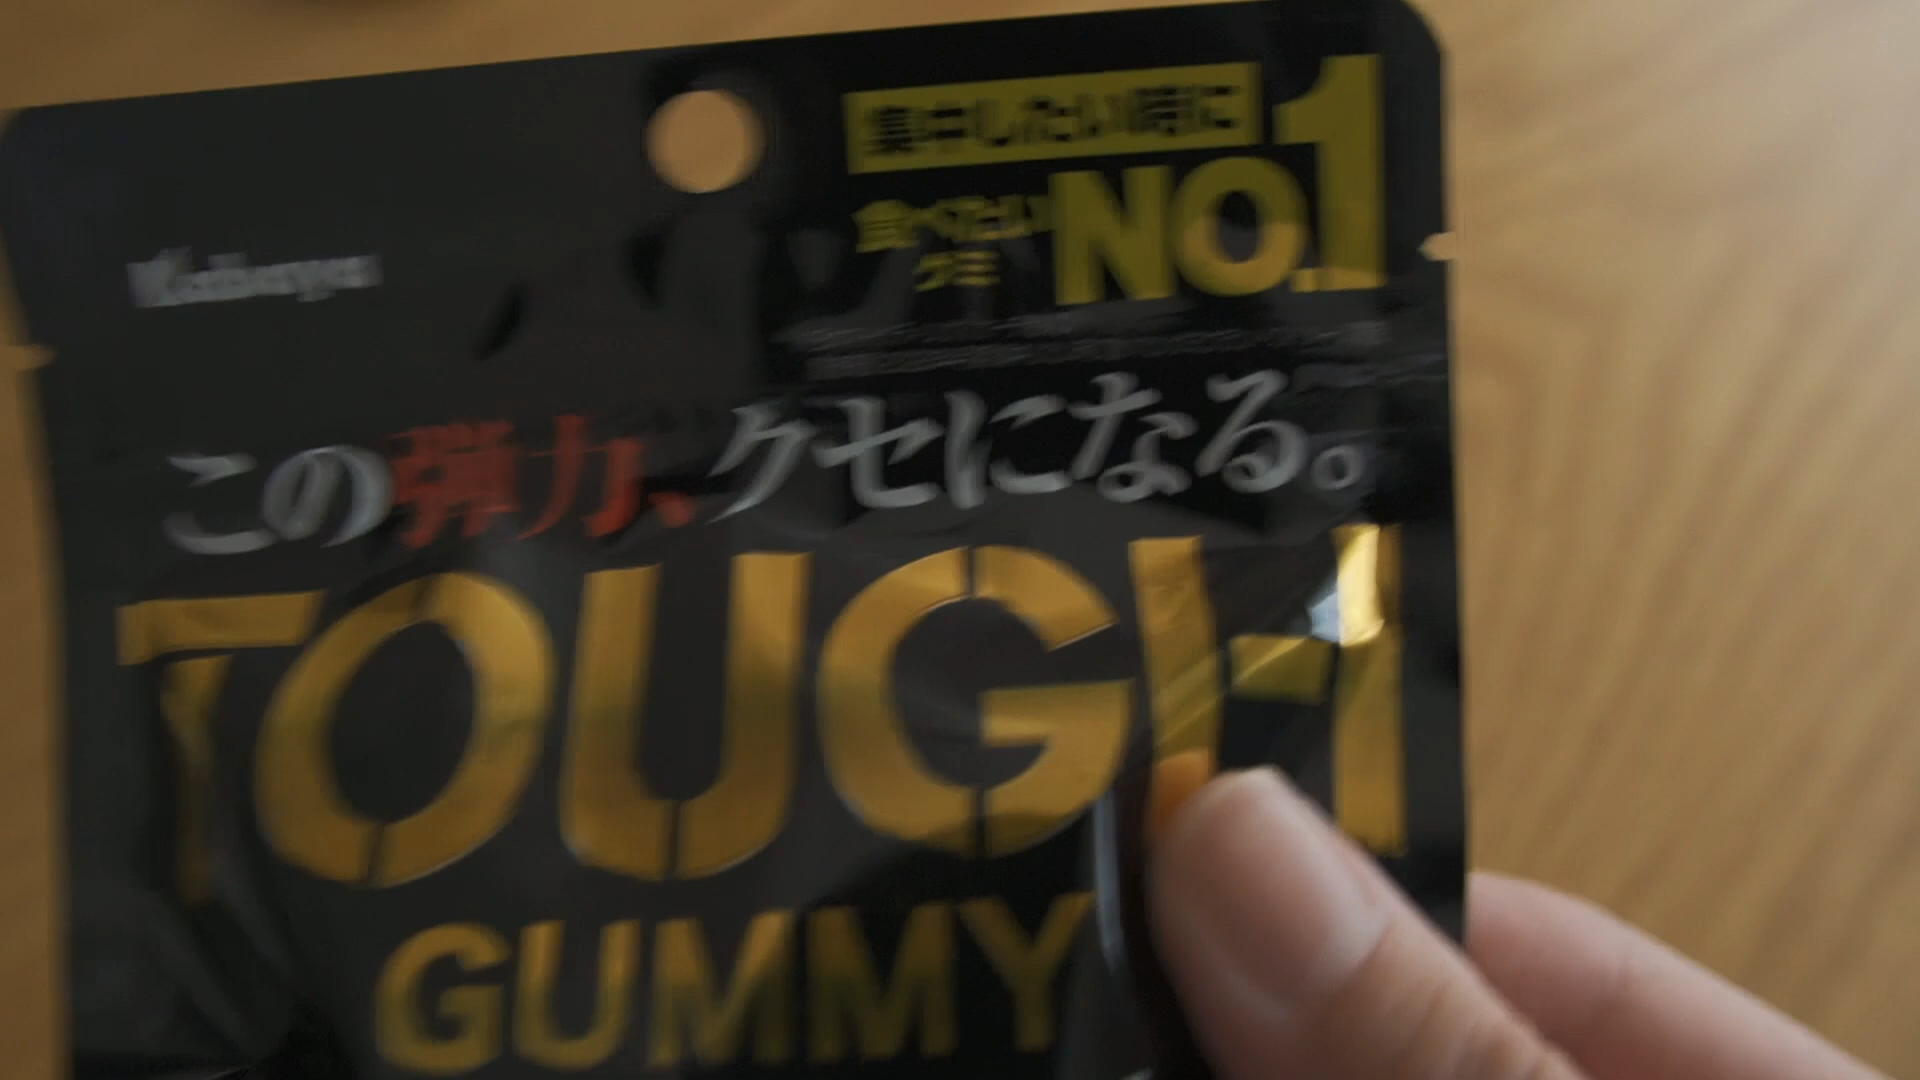 Kabaya
集中したい時に
食べたい
グミ
NO.1
この弾力、クセになる。
TOUGH
GUMMY